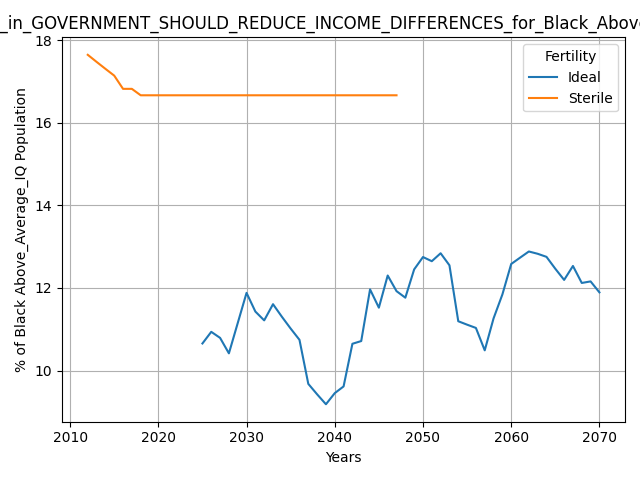 _in_GOVERNMENT_SHOULD_REDUCE_INCOME_DIFFERENCES_for_Black_Above
Fertility
Ideal
Sterile
% of Black Above_Average_IQ Population
18
16
14
12
10
2010 2020 2030 2040 2050 2060 2070
Years